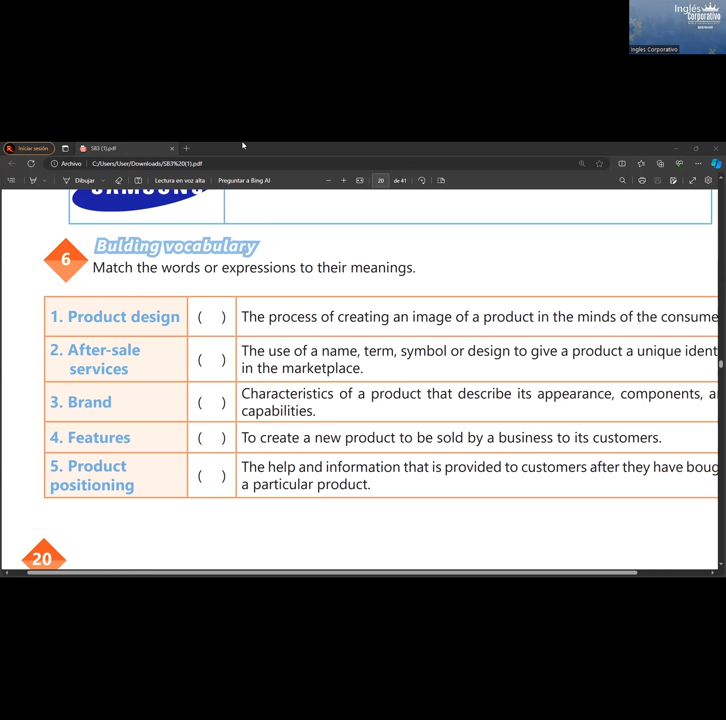 Inglés
Corporativo
Ingles Corporativo
Iniciar sesión
SB3 (1).pdf
Archivo
C:/Users/User/Downloads/SB3%20(1).pdf
Dibujar
Lectura en voz alta
Preguntar a Bing AI
20
de 41
SAMSUNG
6
Bulding vocabulary
Match the words or expressions to their meanings.
1. Product design
( )
The process of creating an image of a product in the minds of the consume
2. After-sale
services
( )
The use of a name, term, symbol or design to give a product a unique ident
in the marketplace.
3. Brand
( )
Characteristics of a product that describe its appearance, components, a
capabilities.
4. Features
( )
To create a new product to be sold by a business to its customers.
5. Product
positioning
( )
The help and information that is provided to customers after they have boug
a particular product.
20